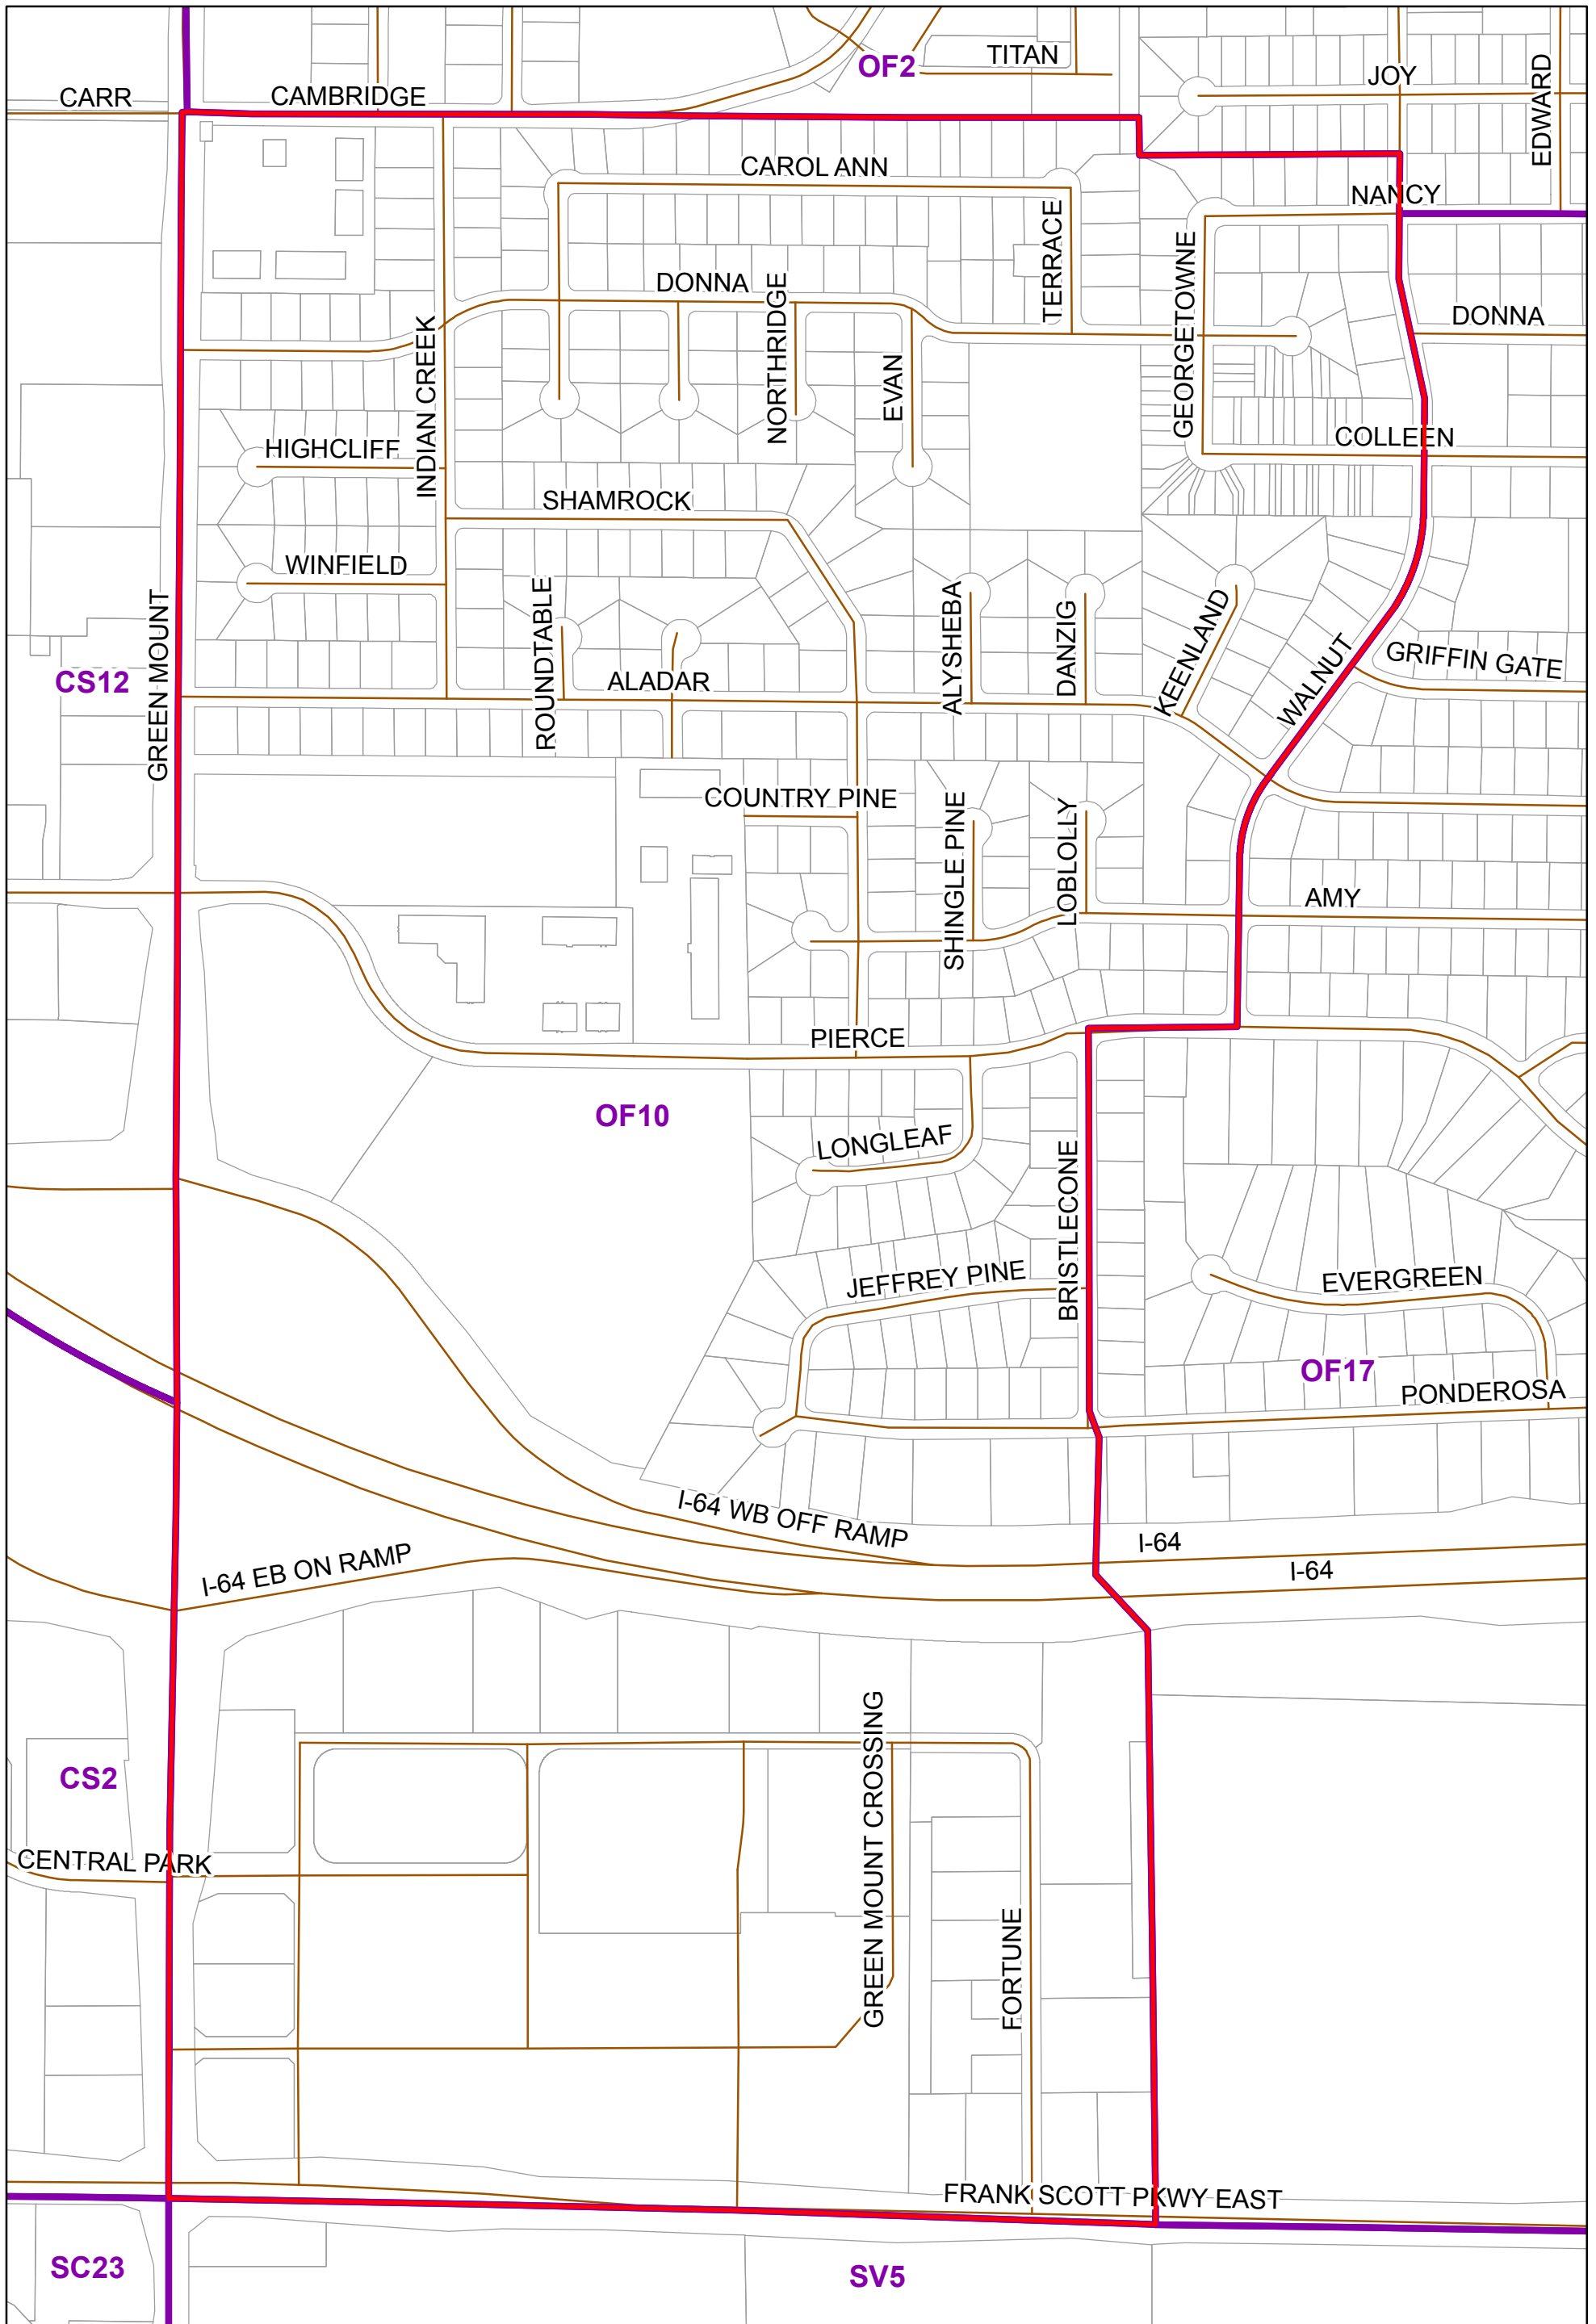 OF2
TITAN
JOY
EDWARD
CARR
CAMBRIDGE
CAROL ANN
NANCY
TERRACE
GEORGETOWNE
DONNA
NORTHRIDGE
DONNA
INDIAN CREEK
EVAN
COLLEEN
HIGHCLIFF
SHAMROCK
WINFIELD
ROUNDTABLE
ALYSHEBA
DANZIG
KEENLAND
WALNUT
GRIFFIN GATE
GREEN MOUNT
CS12
ALADAR
COUNTRY PINE
SHINGLE PINE
LOBLOLLY
AMY
PIERCE
OF10
LONGLEAF
BRISTLECONE
JEFFREY PINE
EVERGREEN
OF17
PONDEROSA
I-64 WB OFF RAMP
I-64
I-64
I-64 EB ON RAMP
GREEN MOUNT CROSSING
CS2
CENTRAL PARK
FORTUNE
FRANK SCOTT PKWY EAST
SC23
SV5